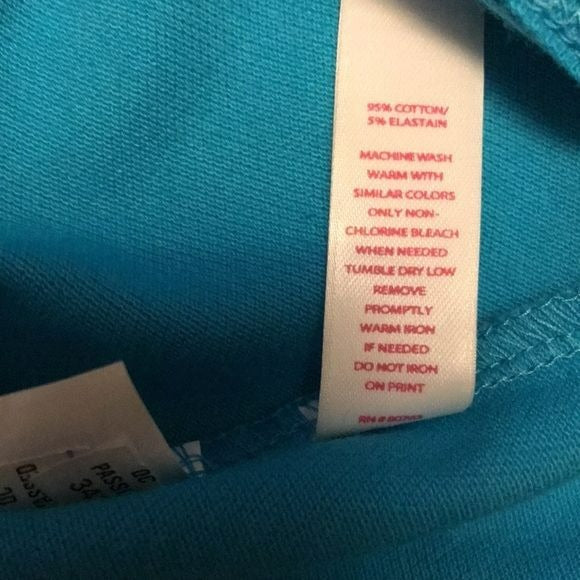 95% COTTON/
5% ELASTAIN
MACHINE WASH
WARM WITH
SIMILAR COLORS
ONLY NON-
CHLORINE BLEACH
WHEN NEEDED
TUMBLE DRY LOW
REMOVE
PROMPTLY
WARM IRON
IF NEEDED
DO NOT IRON
ON PRINT
RN #